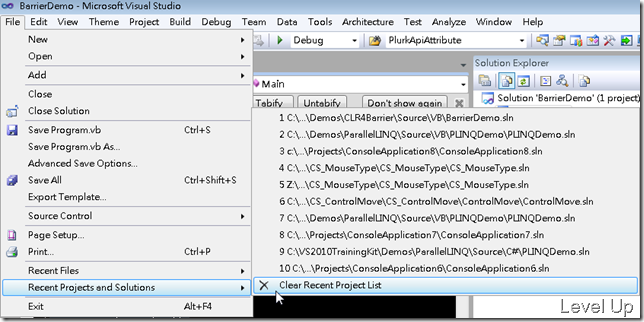 BarrierDemo - Microsoft Visual Studio
File Edit View Theme Project Build Debug Team Data Tools Architecture Test Analyze Window Help
Debug PlurkApiAttribute
New
Open
Add
Close
Close Solution
Save Program.vb Ctrl+S
Save Program.vb As...
Advanced Save Options...
Save All Ctrl+Shift+S
Export Template...
Source Control
Page Setup...
Print... Ctrl+P
Recent Files
Recent Projects and Solutions
Exit Alt+F4
Main
Tabify Untabify Don't show again
Solution Explorer
Solution 'BarrierDemo' (1 project)
1 C:\...\Demos\CLR4Barrier\Source\VB\BarrierDemo.sln
2 C:\...\Demos\ParallelLINQ\Source\VB\PLINQDemo\PLINQDemo.sln
3 c:\...\Projects\ConsoleApplication8\ConsoleApplication8.sln
4 C:\...\CS_MouseType\CS_MouseType\CS_MouseType.sln
5 Z:\...\CS_MouseType\CS_MouseType\CS_MouseType.sln
6 C:\...\CS_ControlMove\CS_ControlMove\ControlMove\ControlMove.sln
7 C:\...\Demos\ParallelLINQ\Source\VB\PLINQDemo\PLINQDemo.sln
8 C:\...\Projects\ConsoleApplication7\ConsoleApplication7.sln
9 C:\VS2010TrainingKit\Demos\ParallelLINQ\Source\C#\PLINQDemo.sln
10 C:\...\Projects\ConsoleApplication6\ConsoleApplication6.sln
Clear Recent Project List
Level Up